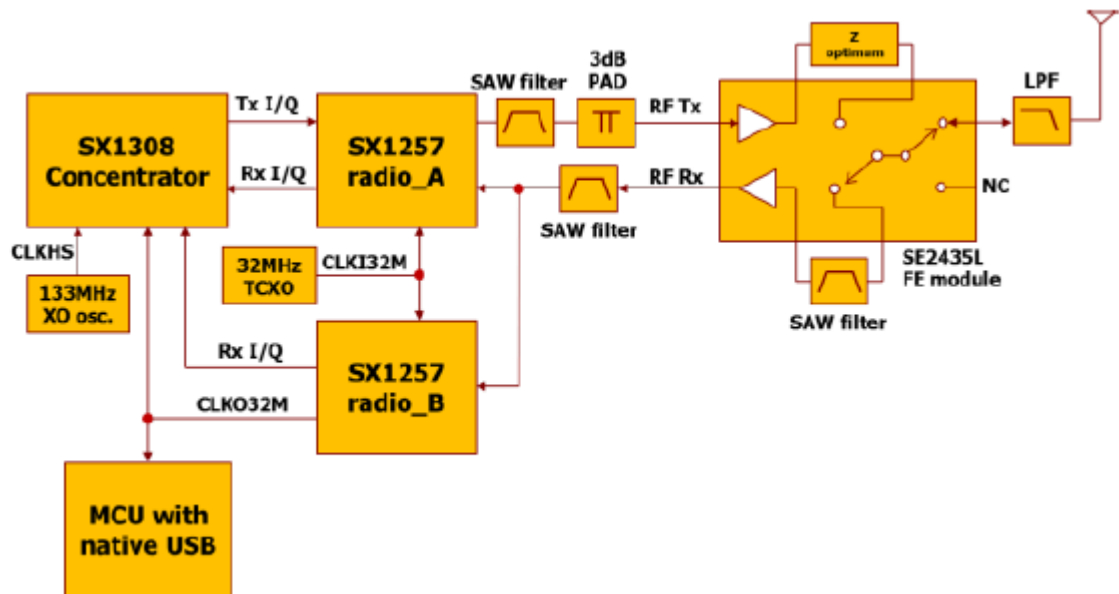 Z
optimum
3dB
PAD
SAW filter
LPF
Tx I/Q
RF Tx
SX1308
Concentrator
SX1257
radio_A
Rx I/Q
RF Rx
NC
SAW filter
CLKHS
32MHz
TCXO
CLKI32M
SE2435L
FE module
133MHz
XO osc.
SAW filter
Rx I/Q
SX1257
radio_B
CLKO32M
MCU with
native USB